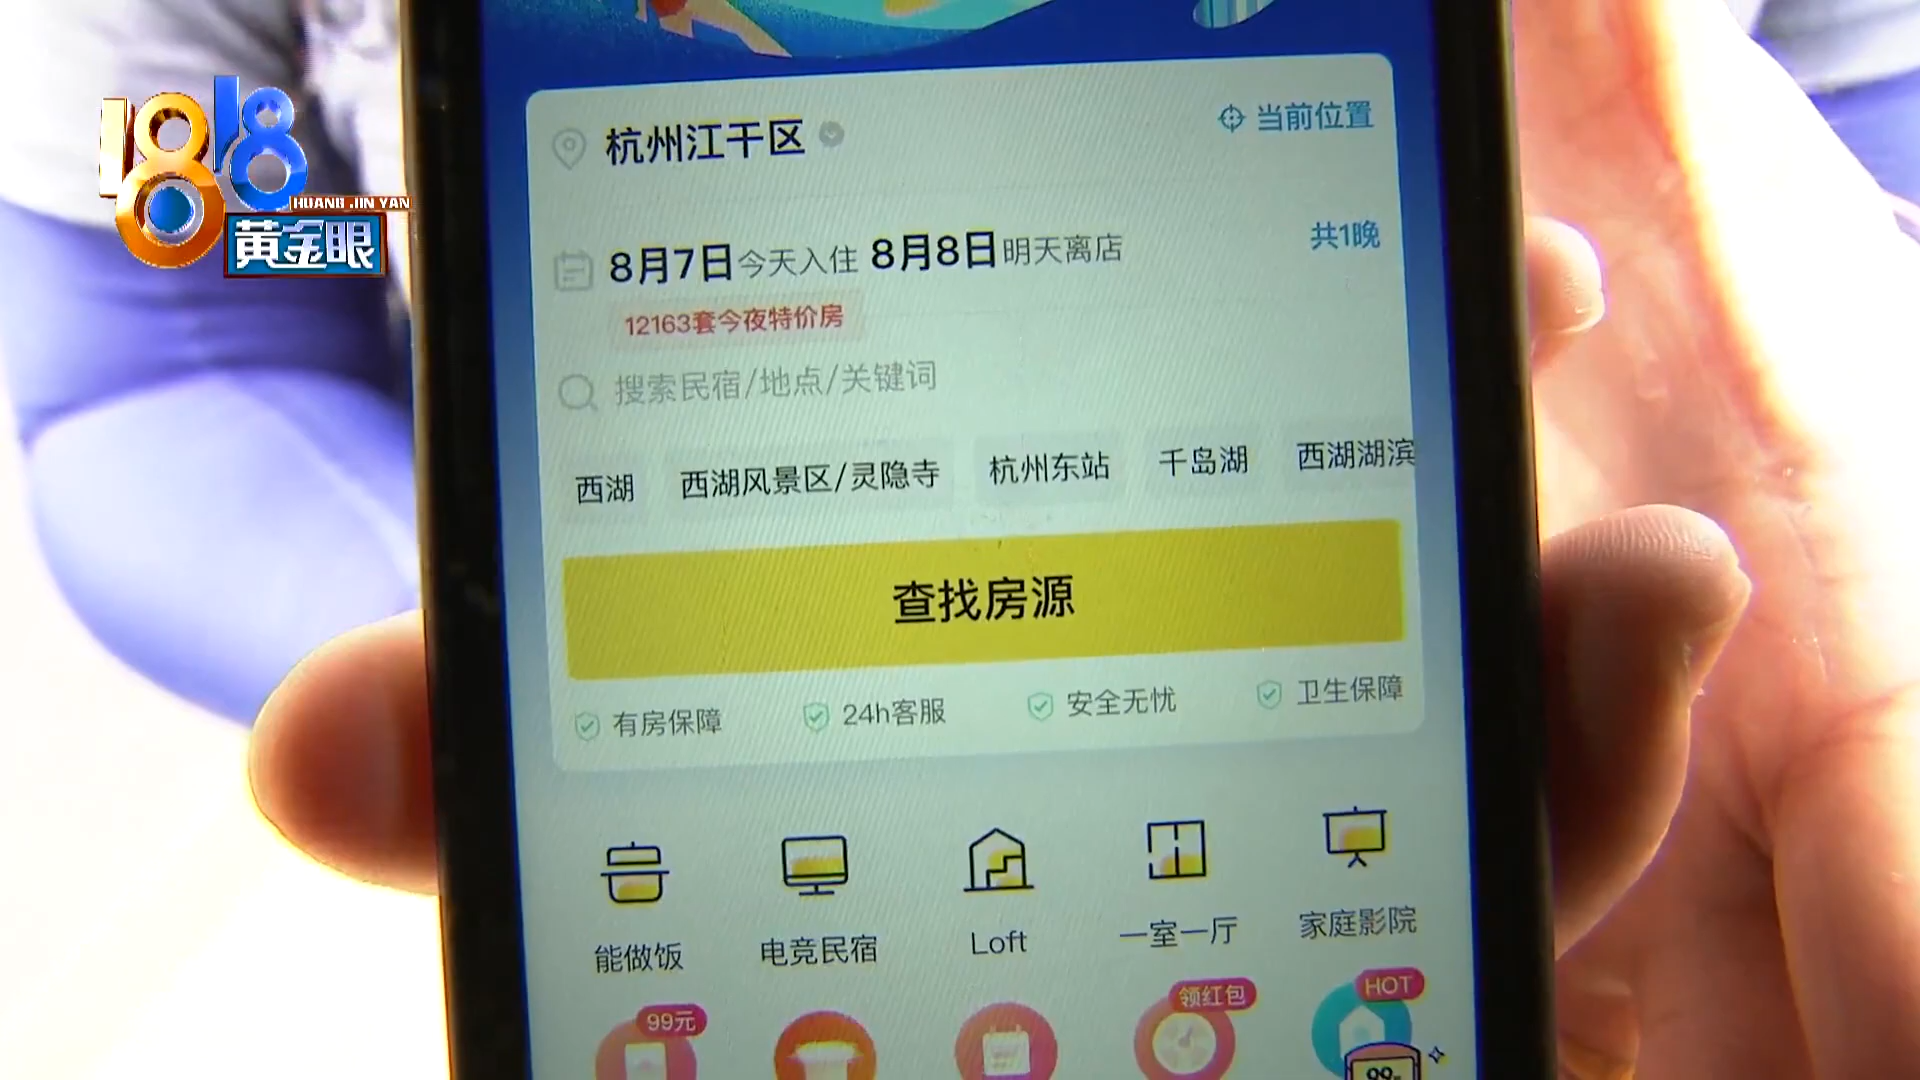 1818
HUANG JIN YAN
黄金眼
杭州江干区
当前位置
8月7日今天入住 8月8日明天离店
共1晚
12163套今夜特价房
搜索民宿/地点/关键词
西湖
西湖风景区/灵隐寺
杭州东站
千岛湖
西湖湖滨
查找房源
有房保障
24h客服
安全无忧
卫生保障
能做饭
电竞民宿
Loft
一室一厅
家庭影院
99元
领红包
HOT